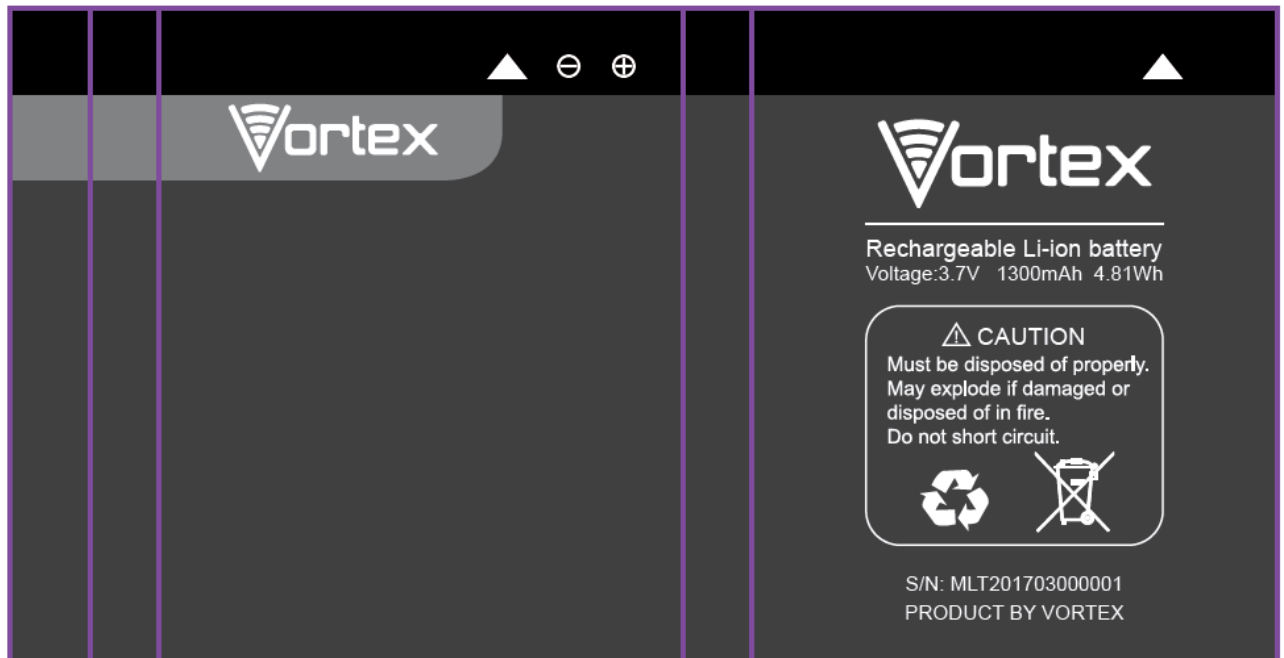 Vortex
Vortex
Rechargeable Li-ion battery
Voltage:3.7V 1300mAh 4.81Wh
⚠ CAUTION
Must be disposed of properly.
May explode if damaged or
disposed of in fire.
Do not short circuit.
S/N: MLT201703000001
PRODUCT BY VORTEX